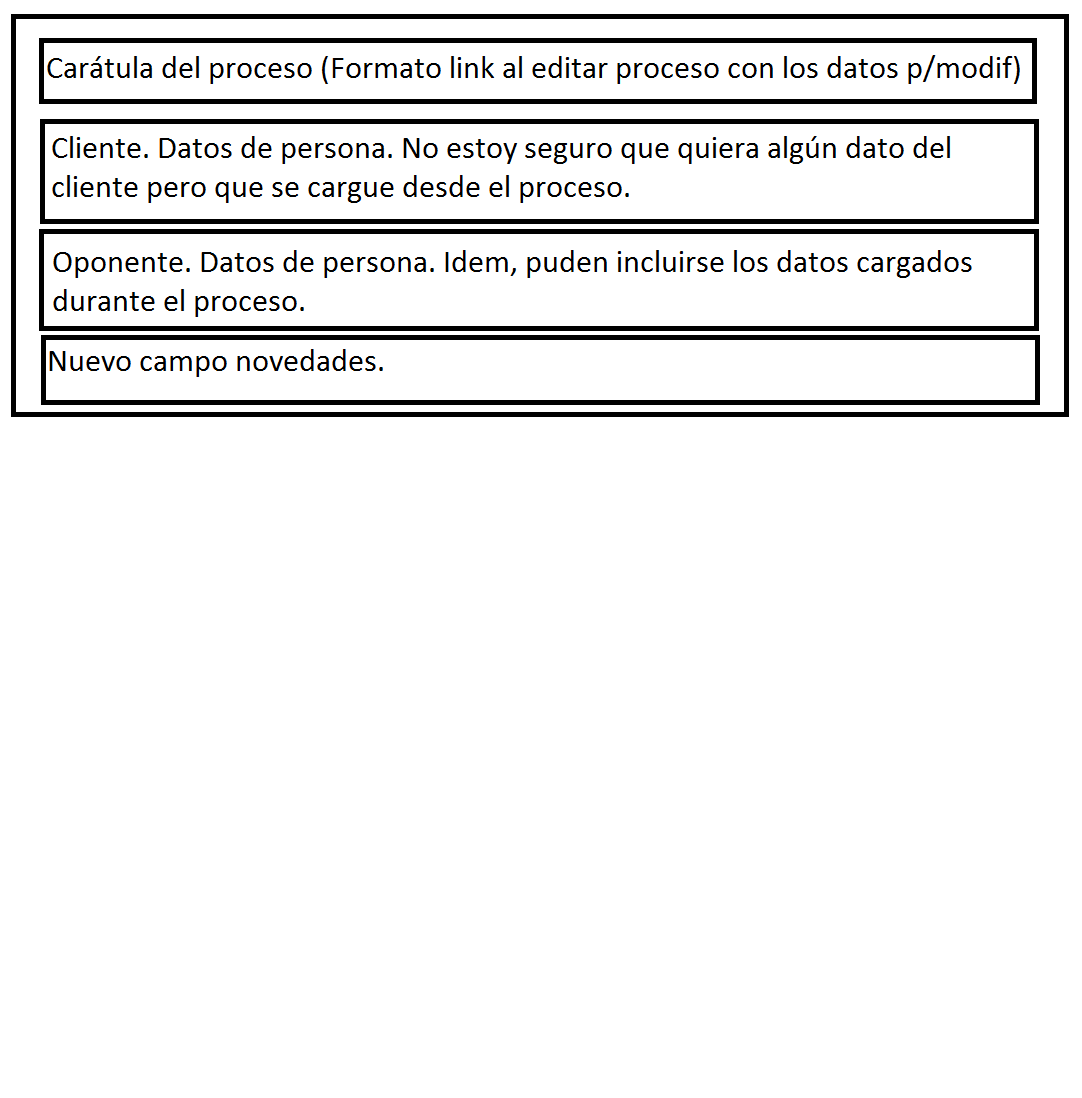 Carátula del proceso (Formato link al editar proceso con los datos p/modif)
Cliente. Datos de persona. No estoy seguro que quiera algún dato del
cliente pero que se cargue desde el proceso.
Oponente. Datos de persona. Idem, puden incluirse los datos cargados
durante el proceso.
Nuevo campo novedades.